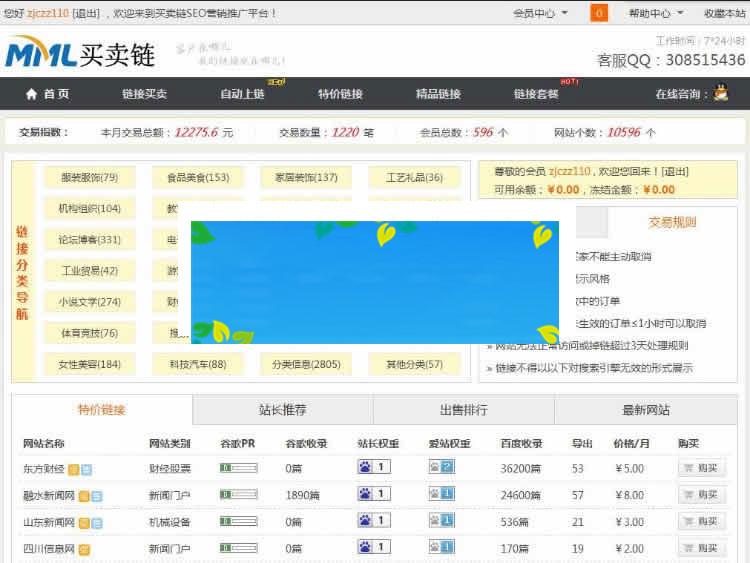 您好 zjczz110 [退出] ，欢迎来到买卖链SEO营销推广平台！ 会员中心 0 帮助中心 收藏本站
MML买卖链 客户在哪儿
我的链接就在哪儿!
工作时间：7*24小时
客服QQ：308515436
首 页 链接买卖 自动上链 特价链接 精品链接 链接套餐 HOT! 在线咨询：
交易指数： 本月交易总额：12275.6 元 交易数量：1220 笔 会员总数：596 个 网站个数：10596 个
链接分类导航
服装服饰(79) 食品美食(153) 家居装饰(137) 工艺礼品(36)
机构组织(104)
论坛博客(331)
工业贸易(42)
小说文学(274)
体育竞技(76)
女性美容(184) 科技汽车(88) 分类信息(2805) 其他分类(57)
尊敬的会员 zjczz110，欢迎您回来！[退出]
可用余额：¥0.00，冻结金额：¥0.00
交易规则
家不能主动取消
示风格
中的订单
生效的订单≤1小时可以取消
» 网站无法正常访问或掉链超过3天处理规则
» 链接不得以以下对搜索引擎无效的形式展示
特价链接 站长推荐 出售排行 最新网站
网站名称 网站类别 谷歌PR 谷歌收录 站长权重 爱站权重 百度收录 导出 价格/月 购买
东方财经 财经股票 0篇 1 2 36200篇 53 ¥5.00 购买
融水新闻网 新闻门户 1890篇 1 1 24600篇 57 ¥8.00 购买
山东新闻网 机械设备 0篇 1 1 536篇 21 ¥3.00 购买
四川信息网 新闻门户 0篇 1 1 170篇 19 ¥2.00 购买